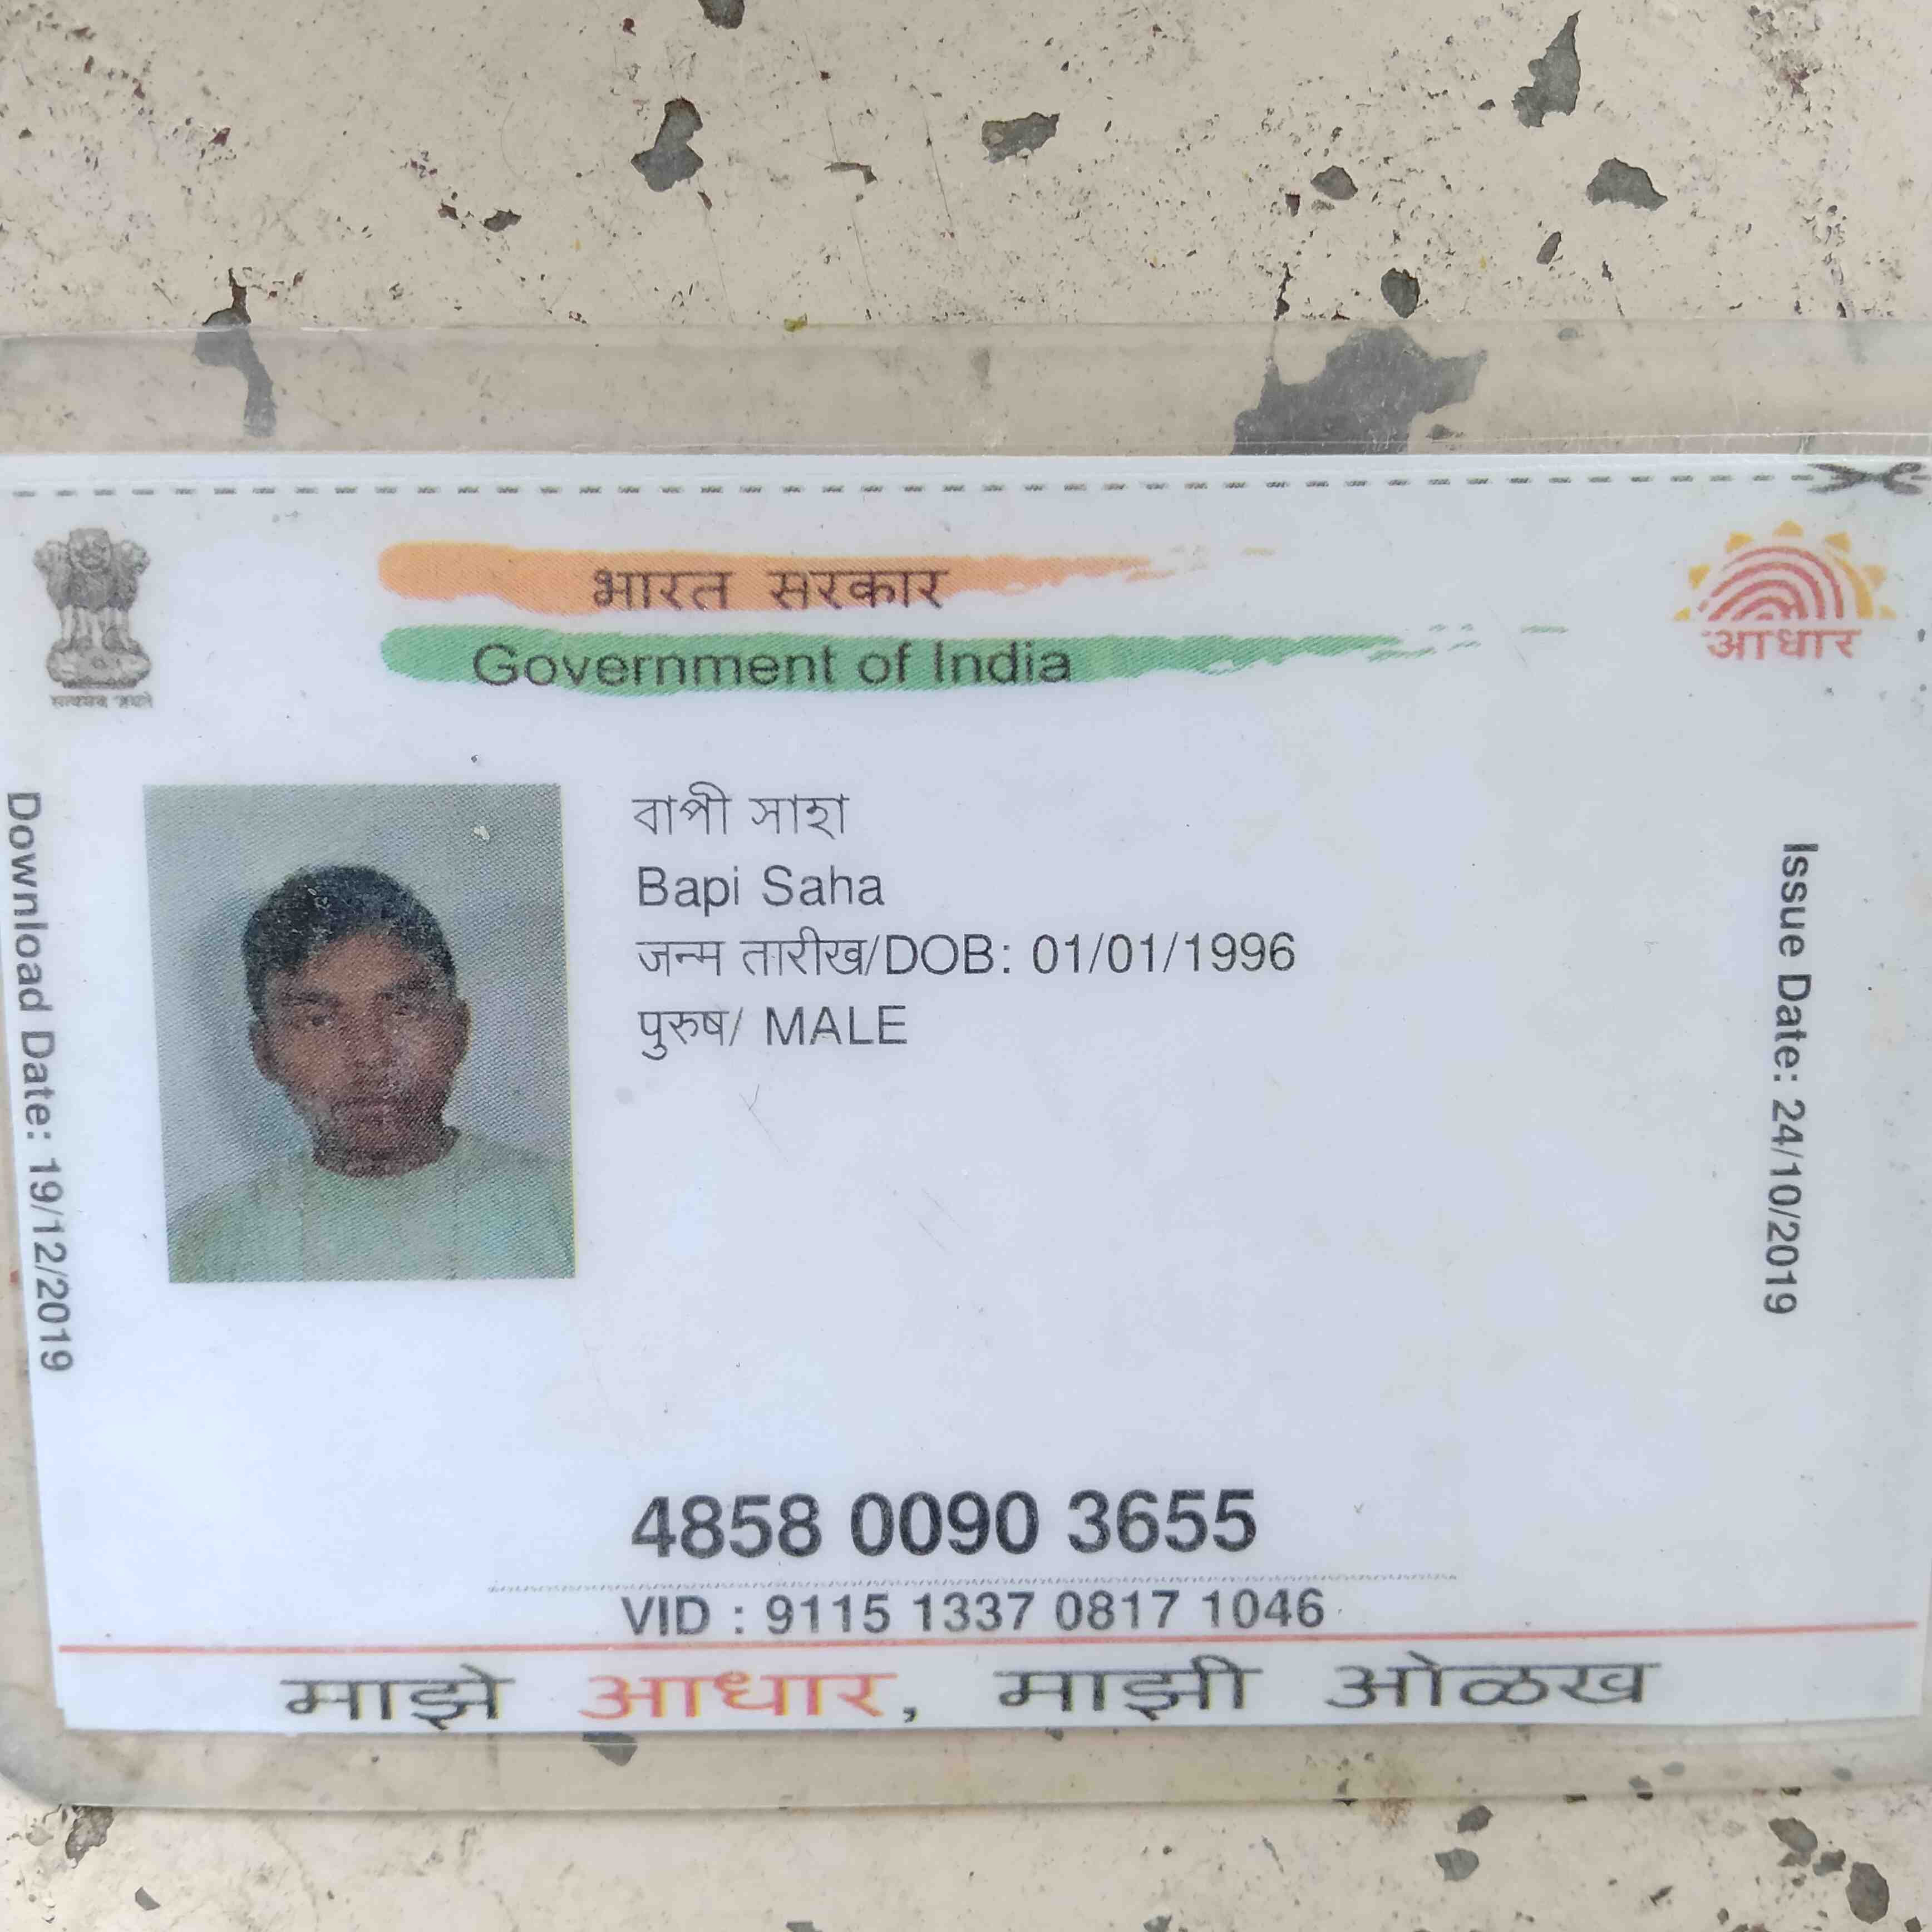 भारत सरकार
Government of India
सत्यमेव जयते
आधार
Download Date: 19/12/2019
বাপী সাহা
Bapi Saha
जन्म तारीख/DOB: 01/01/1996
पुरुष/ MALE
Issue Date: 24/10/2019
4858 0090 3655
VID : 9115 1337 0817 1046
माझे आधार, माझी ओळख